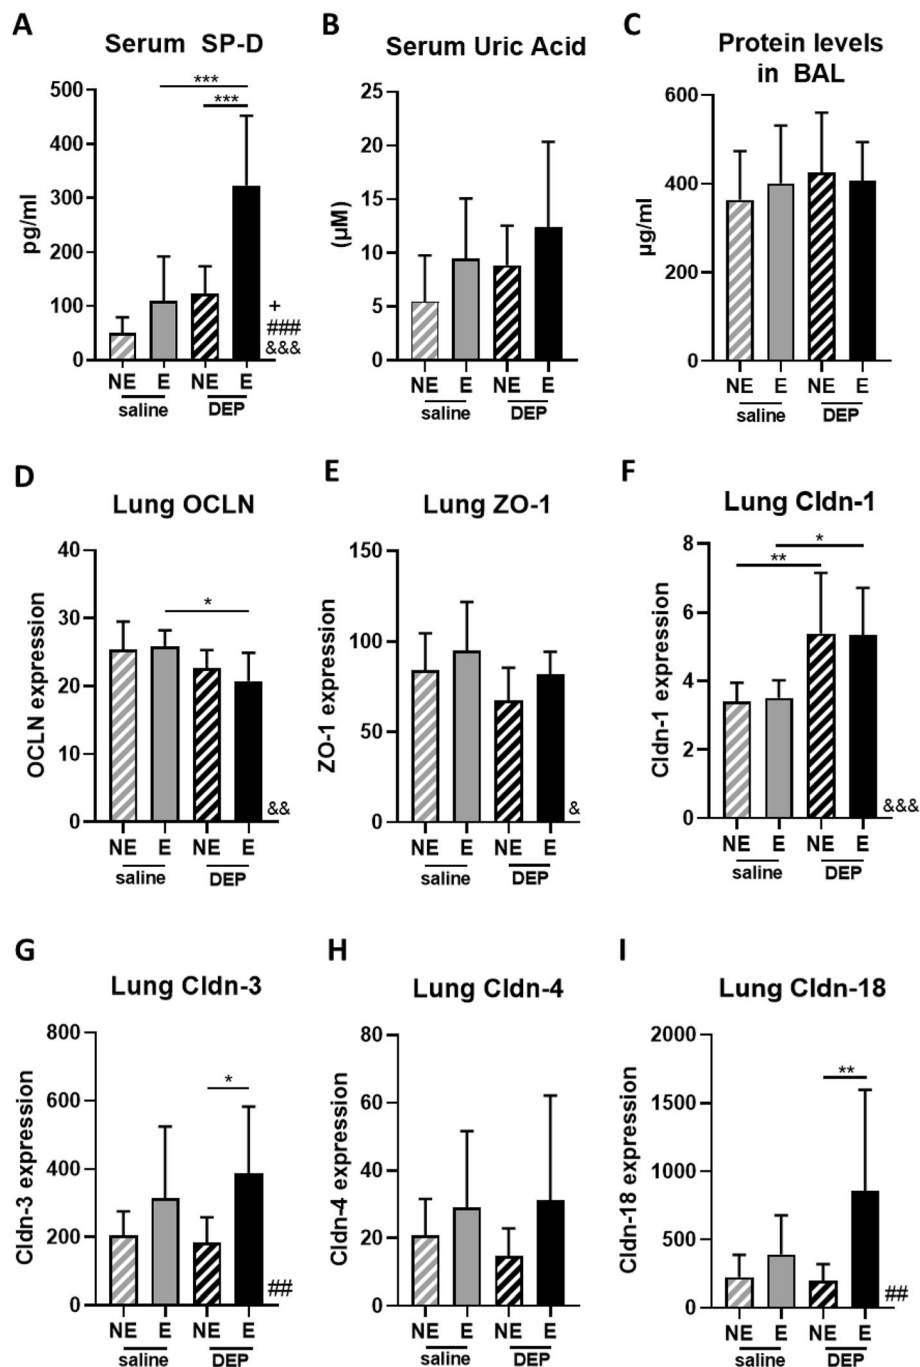 A
Serum SP-D
pg/ml
500
400
300
200
100
0
***
***
+
###
&&&
NE E NE E
saline DEP
B
Serum Uric Acid
(µM)
25
20
15
10
5
0
NE E NE E
saline DEP
C
Protein levels
in BAL
µg/ml
600
400
200
0
NE E NE E
saline DEP
D
Lung OCLN
OCLN expression
40
30
20
10
0
*
&&
NE E NE E
saline DEP
E
Lung ZO-1
ZO-1 expression
150
100
50
0
&
NE E NE E
saline DEP
F
Lung Cldn-1
Cldn-1 expression
8
6
4
2
0
*
**
&&&
NE E NE E
saline DEP
G
Lung Cldn-3
Cldn-3 expression
800
600
400
200
0
*
##
NE E NE E
saline DEP
H
Lung Cldn-4
Cldn-4 expression
80
60
40
20
0
NE E NE E
saline DEP
I
Lung Cldn-18
Cldn-18 expression
2000
1500
1000
500
0
**
##
NE E NE E
saline DEP